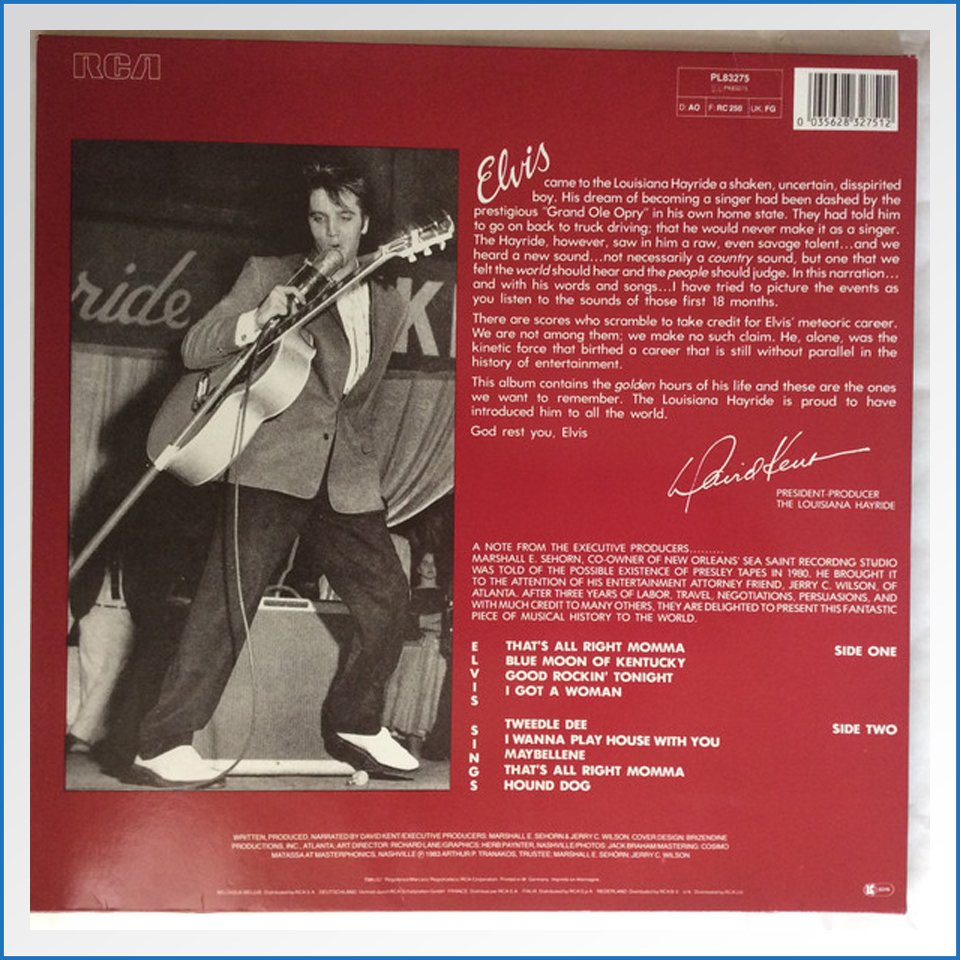 RCA
PL83275
PK83275
D: AO F: RC 250 UK: FG
0 035628 327512
ride
K
Elvis
came to the Louisiana Hayride a shaken, uncertain, disspirited
boy. His dream of becoming a singer had been dashed by the
prestigious "Grand Ole Opry" in his own home state. They had told him
to go on back to truck driving; that he would never make it as a singer.
The Hayride, however, saw in him a raw, even savage talent...and we
heard a new sound...not necessarily a country sound, but one that we
felt the world should hear and the people should judge. In this narration...
and with his words and songs...I have tried to picture the events as
you listen to the sounds of those first 18 months.
There are scores who scramble to take credit for Elvis' meteoric career.
We are not among them; we make no such claim. He, alone, was the
kinetic force that birthed a career that is still without parallel in the
history of entertainment.
This album contains the golden hours of his life and these are the ones
we want to remember. The Louisiana Hayride is proud to have
introduced him to all the world.
God rest you, Elvis
David Kent
PRESIDENT-PRODUCER
THE LOUISIANA HAYRIDE
A NOTE FROM THE EXECUTIVE PRODUCERS.........
MARSHALL E. SEHORN, CO-OWNER OF NEW ORLEANS' SEA SAINT RECORDNG STUDIO
WAS TOLD OF THE POSSIBLE EXISTENCE OF PRESLEY TAPES IN 1980. HE BROUGHT IT
TO THE ATTENTION OF HIS ENTERTAINMENT ATTORNEY FRIEND, JERRY C. WILSON, OF
ATLANTA. AFTER THREE YEARS OF LABOR, TRAVEL, NEGOTIATIONS, PERSUASIONS, AND
WITH MUCH CREDIT TO MANY OTHERS, THEY ARE DELIGHTED TO PRESENT THIS FANTASTIC
PIECE OF MUSICAL HISTORY TO THE WORLD.
ELVIS SINGS
THAT'S ALL RIGHT MOMMA SIDE ONE
BLUE MOON OF KENTUCKY
GOOD ROCKIN' TONIGHT
I GOT A WOMAN
TWEEDLE DEE SIDE TWO
I WANNA PLAY HOUSE WITH YOU
MAYBELLENE
THAT'S ALL RIGHT MOMMA
HOUND DOG
WRITTEN, PRODUCED, NARRATED BY DAVID KENT/EXECUTIVE PRODUCERS: MARSHALL E. SEHORN & JERRY C. WILSON. COVER DESIGN: BRIZENDINE
PRODUCTIONS, INC., ATLANTA. ART DIRECTOR: RICHARD LANE/GRAPHICS: HERB PAYNTER, NASHVILLE/PHOTOS: JACK BRAHAM/MASTERING: COSIMO
MATASSA AT MASTERPHONICS, NASHVILLE ℗ 1983 ARTHUR P. TRANAKOS, TRUSTEE: MARSHALL E. SEHORN, JERRY C. WILSON